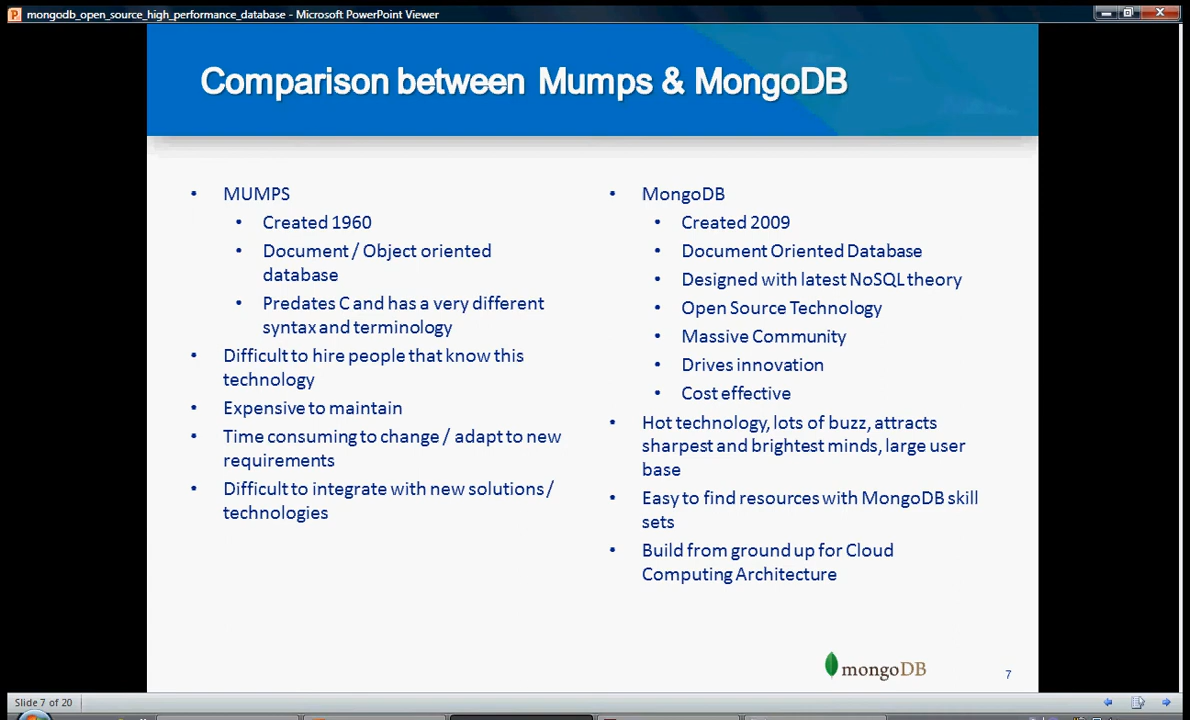 mongodb_open_source_high_performance_database - Microsoft PowerPoint Viewer
Comparison between Mumps & MongoDB
• MUMPS
• Created 1960
• Document / Object oriented
database
• Predates C and has a very different
syntax and terminology
• Difficult to hire people that know this
technology
• Expensive to maintain
• Time consuming to change / adapt to new
requirements
• Difficult to integrate with new solutions /
technologies
• MongoDB
• Created 2009
• Document Oriented Database
• Designed with latest NoSQL theory
• Open Source Technology
• Massive Community
• Drives innovation
• Cost effective
• Hot technology, lots of buzz, attracts
sharpest and brightest minds, large user
base
• Easy to find resources with MongoDB skill
sets
• Build from ground up for Cloud
Computing Architecture
mongoDB
7
Slide 7 of 20